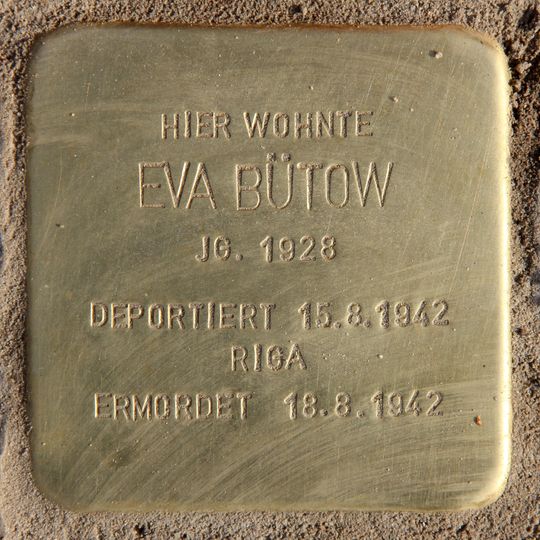 HIER WOHNTE
EVA BÜTOW
JG. 1928
DEPORTIERT 15.8.1942
RIGA
ERMORDET 18.8.1942